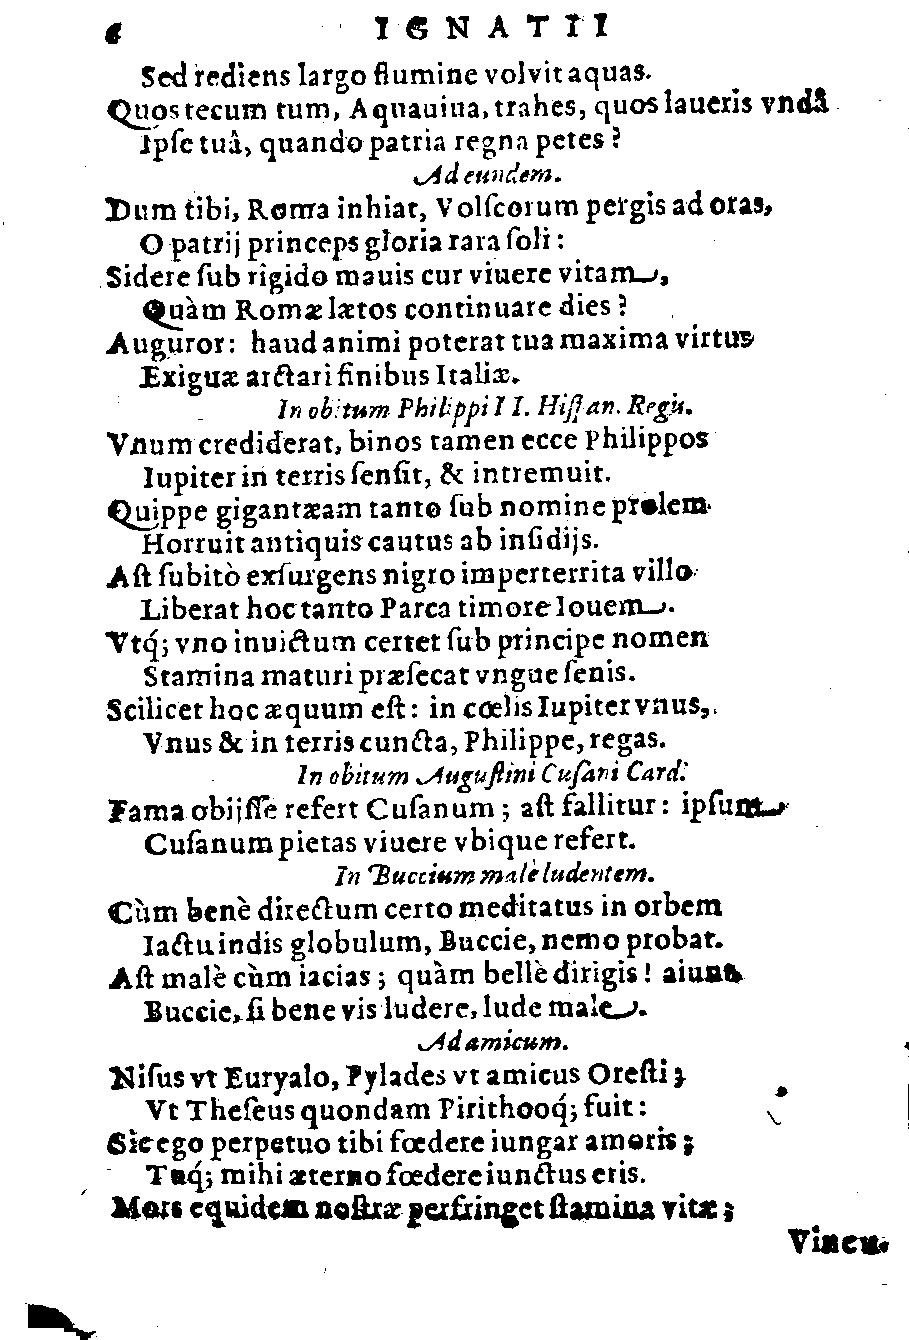 6 IGNATII
Sed rediens largo flumine volvit aquas.
Quos tecum tum, Aquauiua, trahes, quos laueris vndâ
Ipſe tuâ, quando patria regna petes?
Ad eundem.
Dum tibi, Roma inhiat, Volſcorum pergis ad oras,
O patrij princeps gloria rara ſoli:
Sidere ſub rigido mauis cur viuere vitam,
Quàm Romæ lætos continuare dies?
Auguror: haud animi poterat tua maxima virtus
Exiguæ arctari finibus Italiæ.
In obitum Philippi II. Hiſpan. Regis.
Vnum crediderat, binos tamen ecce Philippos
Iupiter in terris ſenſit, & intremuit.
Quippe gigantæam tanto ſub nomine prolem
Horruit antiquis cautus ab inſidijs.
Aſt ſubitò exſurgens nigro imperterrita villo
Liberat hoc tanto Parca timore Iouem.
Vtq́; vno inuictum certet ſub principe nomen
Stamina maturi præſecat vngue ſenis.
Scilicet hoc æquum eſt: in cœlis Iupiter vnus,
Vnus & in terris cuncta, Philippe, regas.
In obitum Auguſtini Cuſani Card.
Fama obijſſe refert Cuſanum; aſt fallitur: ipſum
Cuſanum pietas viuere vbique refert.
In Buccium malè ludentem.
Cùm benè directum certo meditatus in orbem
Iactu indis globulum, Buccie, nemo probat.
Aſt malè cùm iacias; quàm bellè dirigis! aiunt
Buccie, ſi bene vis ludere, lude male.
Ad amicum.
Niſus vt Euryalo, Pylades vt amicus Oreſti;
Vt Theſeus quondam Pirithooq́; fuit:
Sic ego perpetuo tibi fœdere iungar amoris;
Tuq́; mihi æterno fœdere iunctus eris.
Mors equidem noſtræ perfringet ſtamina vitæ;
Vincu.